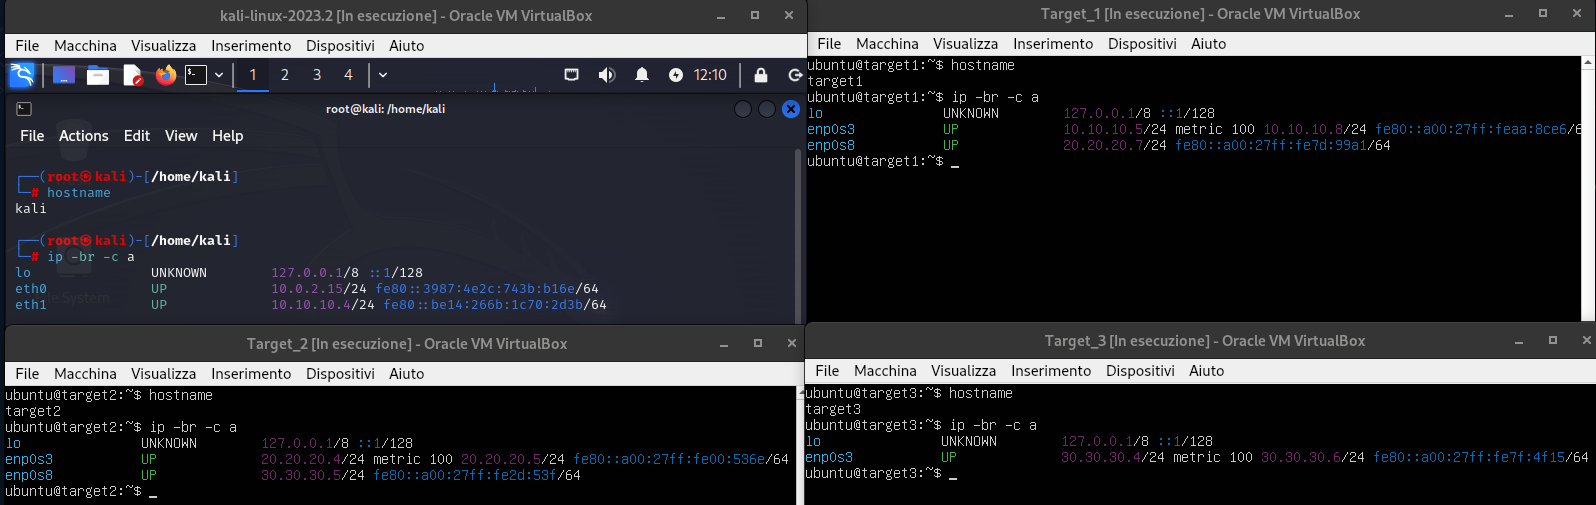 kali-linux-2023.2 [In esecuzione] - Oracle VM VirtualBox
File Macchina Visualizza Inserimento Dispositivi Aiuto
1 2 3 4 12:10
root@kali: /home/kali
File Actions Edit View Help
┌──(root㉿kali)-[/home/kali]
└─# hostname
kali
┌──(root㉿kali)-[/home/kali]
└─# ip -br -c a
lo UNKNOWN 127.0.0.1/8 ::1/128
eth0 UP 10.0.2.15/24 fe80::3987:4e2c:743b:b16e/64
eth1 UP 10.10.10.4/24 fe80::be14:266b:1c70:2d3b/64
File System
Target_1 [In esecuzione] - Oracle VM VirtualBox
File Macchina Visualizza Inserimento Dispositivi Aiuto
ubuntu@target1:~$ hostname
target1
ubuntu@target1:~$ ip -br -c a
lo UNKNOWN 127.0.0.1/8 ::1/128
enp0s3 UP 10.10.10.5/24 metric 100 10.10.10.8/24 fe80::a00:27ff:feaa:8ce6/6
enp0s8 UP 20.20.20.7/24 fe80::a00:27ff:fe7d:99a1/64
ubuntu@target1:~$ _
Target_2 [In esecuzione] - Oracle VM VirtualBox
File Macchina Visualizza Inserimento Dispositivi Aiuto
ubuntu@target2:~$ hostname
target2
ubuntu@target2:~$ ip -br -c a
lo UNKNOWN 127.0.0.1/8 ::1/128
enp0s3 UP 20.20.20.4/24 metric 100 20.20.20.5/24 fe80::a00:27ff:fe00:536e/64
enp0s8 UP 30.30.30.5/24 fe80::a00:27ff:fe2d:53f/64
ubuntu@target2:~$ _
Target_3 [In esecuzione] - Oracle VM VirtualBox
File Macchina Visualizza Inserimento Dispositivi Aiuto
ubuntu@target3:~$ hostname
target3
ubuntu@target3:~$ ip -br -c a
lo UNKNOWN 127.0.0.1/8 ::1/128
enp0s3 UP 30.30.30.4/24 metric 100 30.30.30.6/24 fe80::a00:27ff:fe7f:4f15/64
ubuntu@target3:~$ _